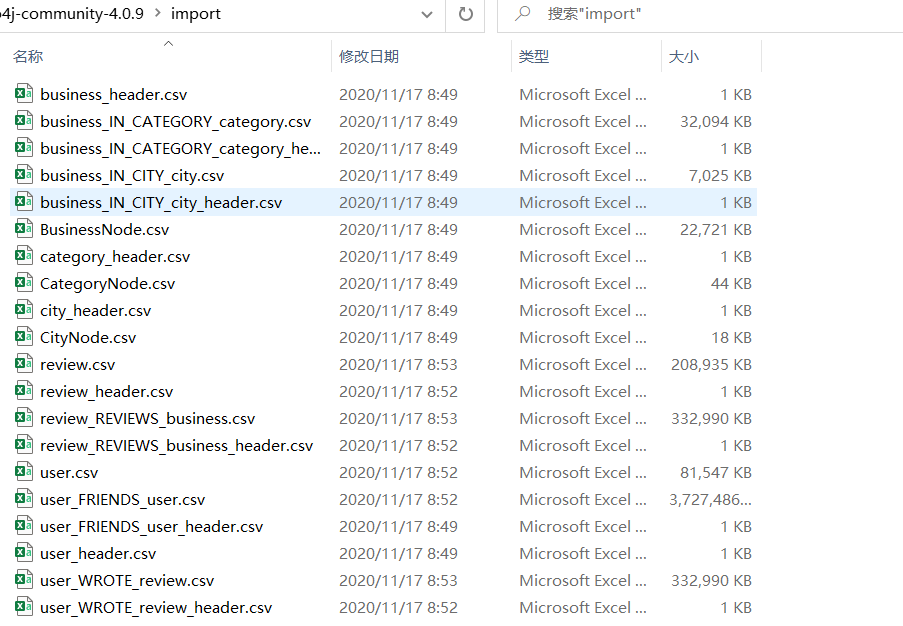 4j-community-4.0.9 > import 搜索"import"
名称 修改日期 类型 大小
business_header.csv 2020/11/17 8:49 Microsoft Excel ... 1 KB
business_IN_CATEGORY_category.csv 2020/11/17 8:49 Microsoft Excel ... 32,094 KB
business_IN_CATEGORY_category_he... 2020/11/17 8:49 Microsoft Excel ... 1 KB
business_IN_CITY_city.csv 2020/11/17 8:49 Microsoft Excel ... 7,025 KB
business_IN_CITY_city_header.csv 2020/11/17 8:49 Microsoft Excel ... 1 KB
BusinessNode.csv 2020/11/17 8:49 Microsoft Excel ... 22,721 KB
category_header.csv 2020/11/17 8:49 Microsoft Excel ... 1 KB
CategoryNode.csv 2020/11/17 8:49 Microsoft Excel ... 44 KB
city_header.csv 2020/11/17 8:49 Microsoft Excel ... 1 KB
CityNode.csv 2020/11/17 8:49 Microsoft Excel ... 18 KB
review.csv 2020/11/17 8:53 Microsoft Excel ... 208,935 KB
review_header.csv 2020/11/17 8:52 Microsoft Excel ... 1 KB
review_REVIEWS_business.csv 2020/11/17 8:53 Microsoft Excel ... 332,990 KB
review_REVIEWS_business_header.csv 2020/11/17 8:52 Microsoft Excel ... 1 KB
user.csv 2020/11/17 8:52 Microsoft Excel ... 81,547 KB
user_FRIENDS_user.csv 2020/11/17 8:52 Microsoft Excel ... 3,727,486...
user_FRIENDS_user_header.csv 2020/11/17 8:49 Microsoft Excel ... 1 KB
user_header.csv 2020/11/17 8:49 Microsoft Excel ... 1 KB
user_WROTE_review.csv 2020/11/17 8:53 Microsoft Excel ... 332,990 KB
user_WROTE_review_header.csv 2020/11/17 8:52 Microsoft Excel ... 1 KB